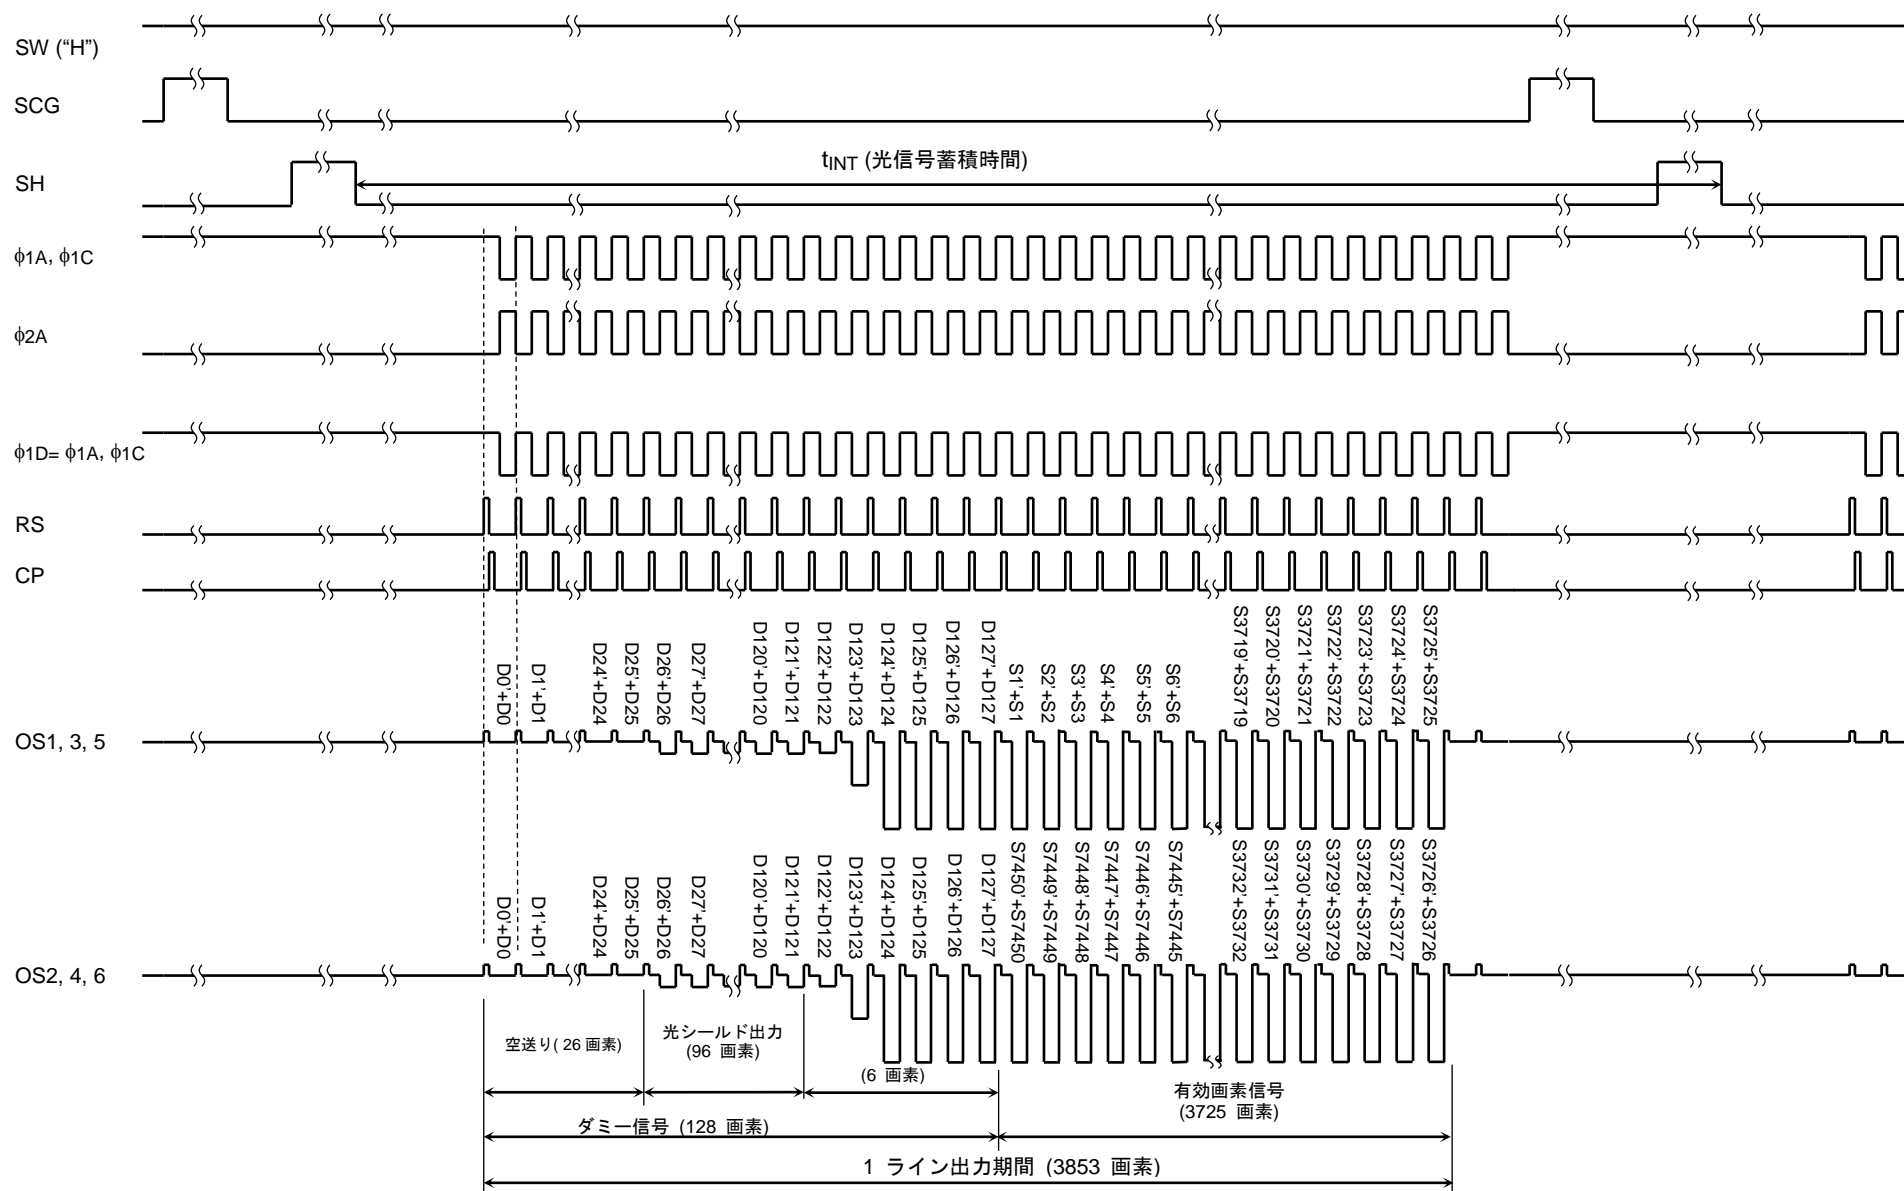 SW (“H”)
SCG
SH
tINT (光信号蓄積時間)
ϕ1A, ϕ1C
ϕ2A
ϕ1D= ϕ1A, ϕ1C
RS
CP
OS1, 3, 5
D0’+D0
D1’+D1
D24’+D24
D25’+D25
D26’+D26
D27’+D27
D120’+D120
D121’+D121
D122’+D122
D123’+D123
D124’+D124
D125’+D125
D126’+D126
D127’+D127
S1’+S1
S2’+S2
S3’+S3
S4’+S4
S5’+S5
S6’+S6
S3719’+S3719
S3720’+S3720
S3721’+S3721
S3722’+S3722
S3723’+S3723
S3724’+S3724
S3725’+S3725
OS2, 4, 6
D0’+D0
D1’+D1
D24’+D24
D25’+D25
D26’+D26
D27’+D27
D120’+D120
D121’+D121
D122’+D122
D123’+D123
D124’+D124
D125’+D125
D126’+D126
D127’+D127
S7450’+S7450
S7449’+S7449
S7448’+S7448
S7447’+S7447
S7446’+S7446
S7445’+S7445
S3732’+S3732
S3731’+S3731
S3730’+S3730
S3729’+S3729
S3728’+S3728
S3727’+S3727
S3726’+S3726
空送り( 26 画素)
光シールド出力
(96 画素)
(6 画素)
有効画素信号
(3725 画素)
ダミー信号 (128 画素)
1 ライン出力期間 (3853 画素)